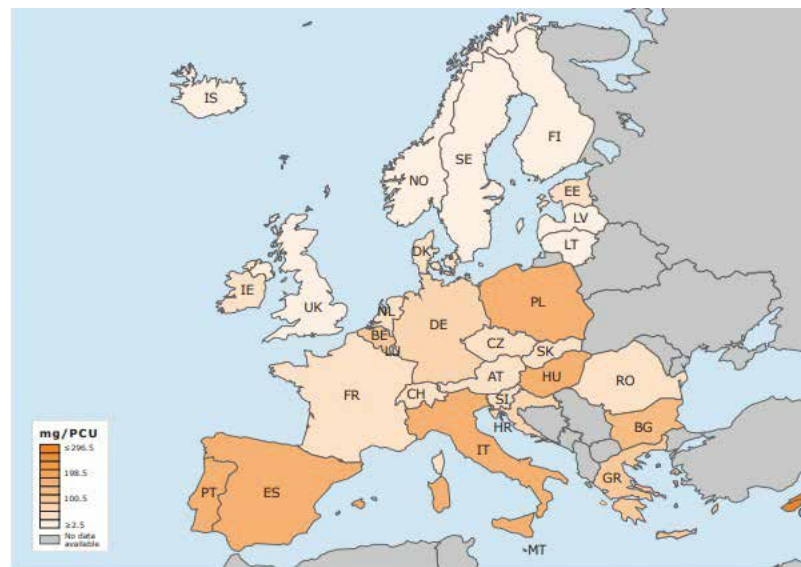 IS
FI
SE
NO
EE
LV
LT
DK
IE
UK
NL
BE
LU
DE
PL
CZ
SK
AT
HU
RO
FR
CH
SI
HR
IT
BG
GR
PT
ES
MT
mg/PCU
≤296.5
198.5
100.5
≥2.5
No data
available